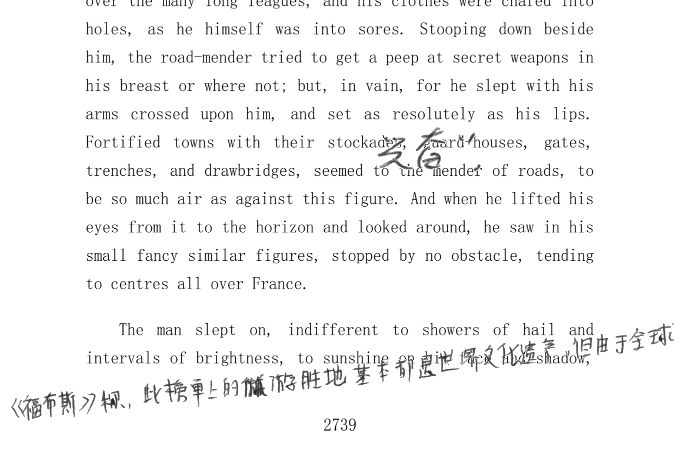 over the many long leagues, and his clothes were chafed into
holes, as he himself was into sores. Stooping down beside
him, the road-mender tried to get a peep at secret weapons in
his breast or where not; but, in vain, for he slept with his
arms crossed upon him, and set as resolutely as his lips.
Fortified towns with their stockades, guard-houses, gates,
trenches, and drawbridges, seemed to the mender of roads, to
be so much air as against this figure. And when he lifted his
eyes from it to the horizon and looked around, he saw in his
small fancy similar figures, stopped by no obstacle, tending
to centres all over France.
The man slept on, indifferent to showers of hail and
intervals of brightness, to sunshine on his face and shadow,
《福布斯》称,此榜单上的旅游胜地基本都是世界文化遗产,但由于全球
2739